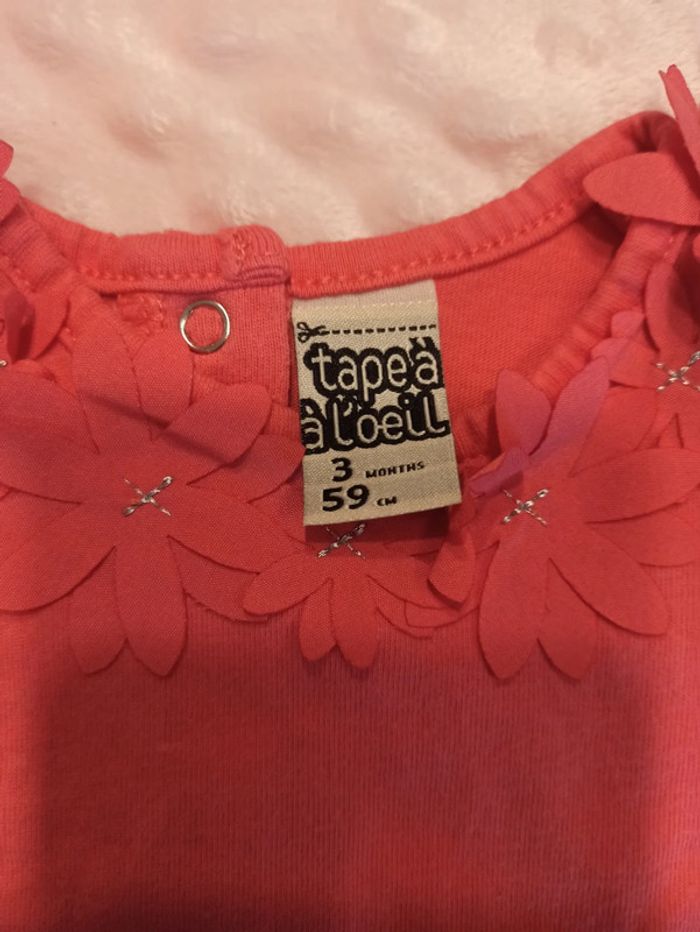 tape à
à l'oeil
3 MONTHS
59 CM